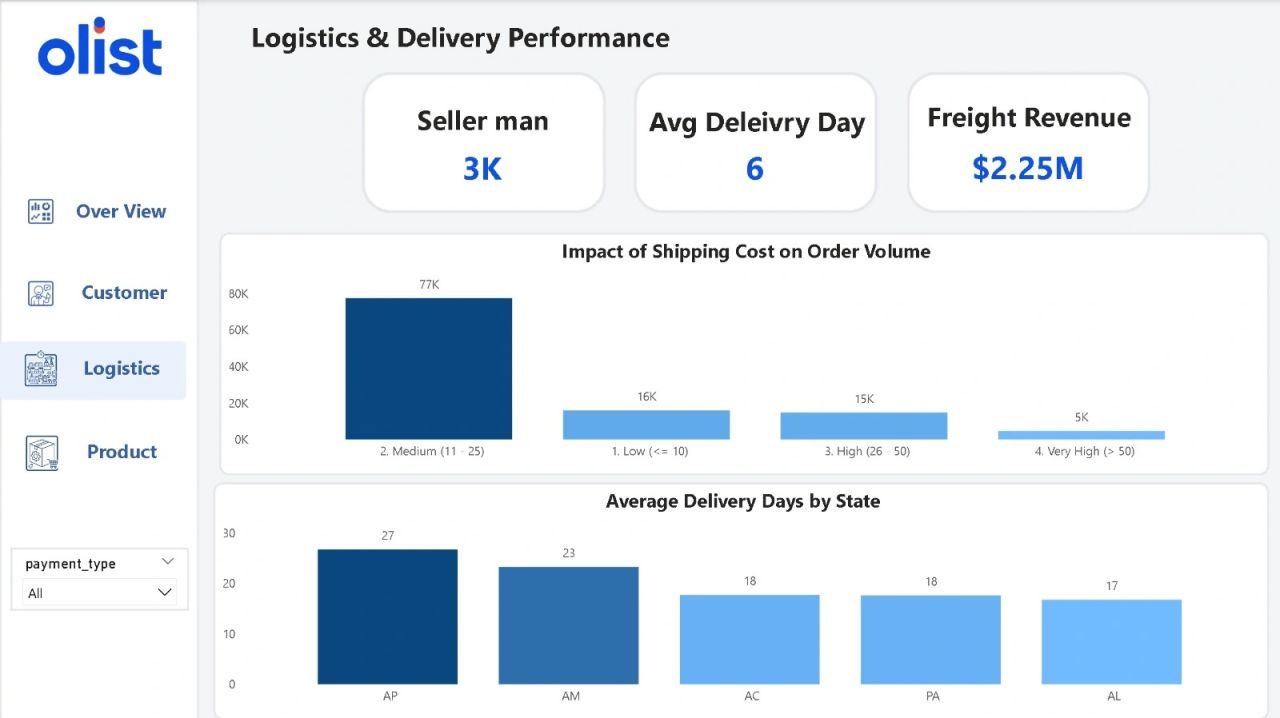 olist
Logistics & Delivery Performance
Seller man
3K
Avg Deleivry Day
6
Freight Revenue
$2.25M
Over View
Customer
Logistics
Product
payment_type
All
Impact of Shipping Cost on Order Volume
80K
60K
40K
20K
0K
77K
16K
15K
5K
2. Medium (11 - 25)
1. Low (<= 10)
3. High (26 - 50)
4. Very High (> 50)
Average Delivery Days by State
30
20
10
0
27
23
18
18
17
AP
AM
AC
PA
AL